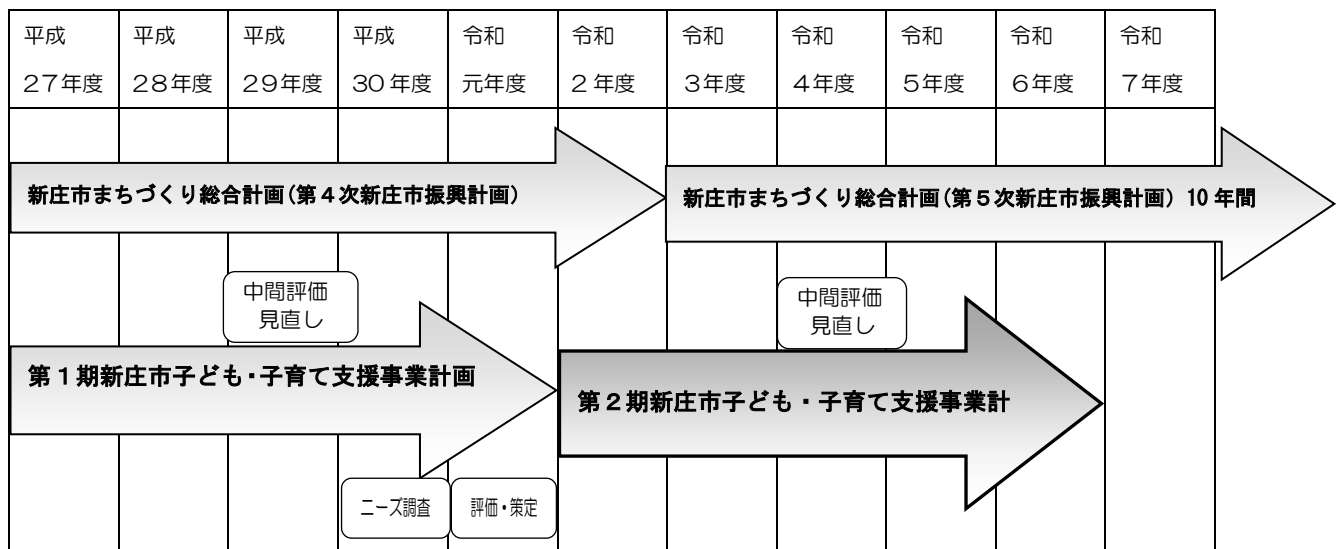 平成
27年度
平成
28年度
平成
29年度
平成
30年度
令和
元年度
令和
2年度
令和
3年度
令和
4年度
令和
5年度
令和
6年度
令和
7年度
新庄市まちづくり総合計画(第4次新庄市振興計画)
新庄市まちづくり総合計画(第5次新庄市振興計画) 10年間
中間評価
見直し
中間評価
見直し
第1期新庄市子ども・子育て支援事業計画
第2期新庄市子ども・子育て支援事業計
ニーズ調査
評価・策定